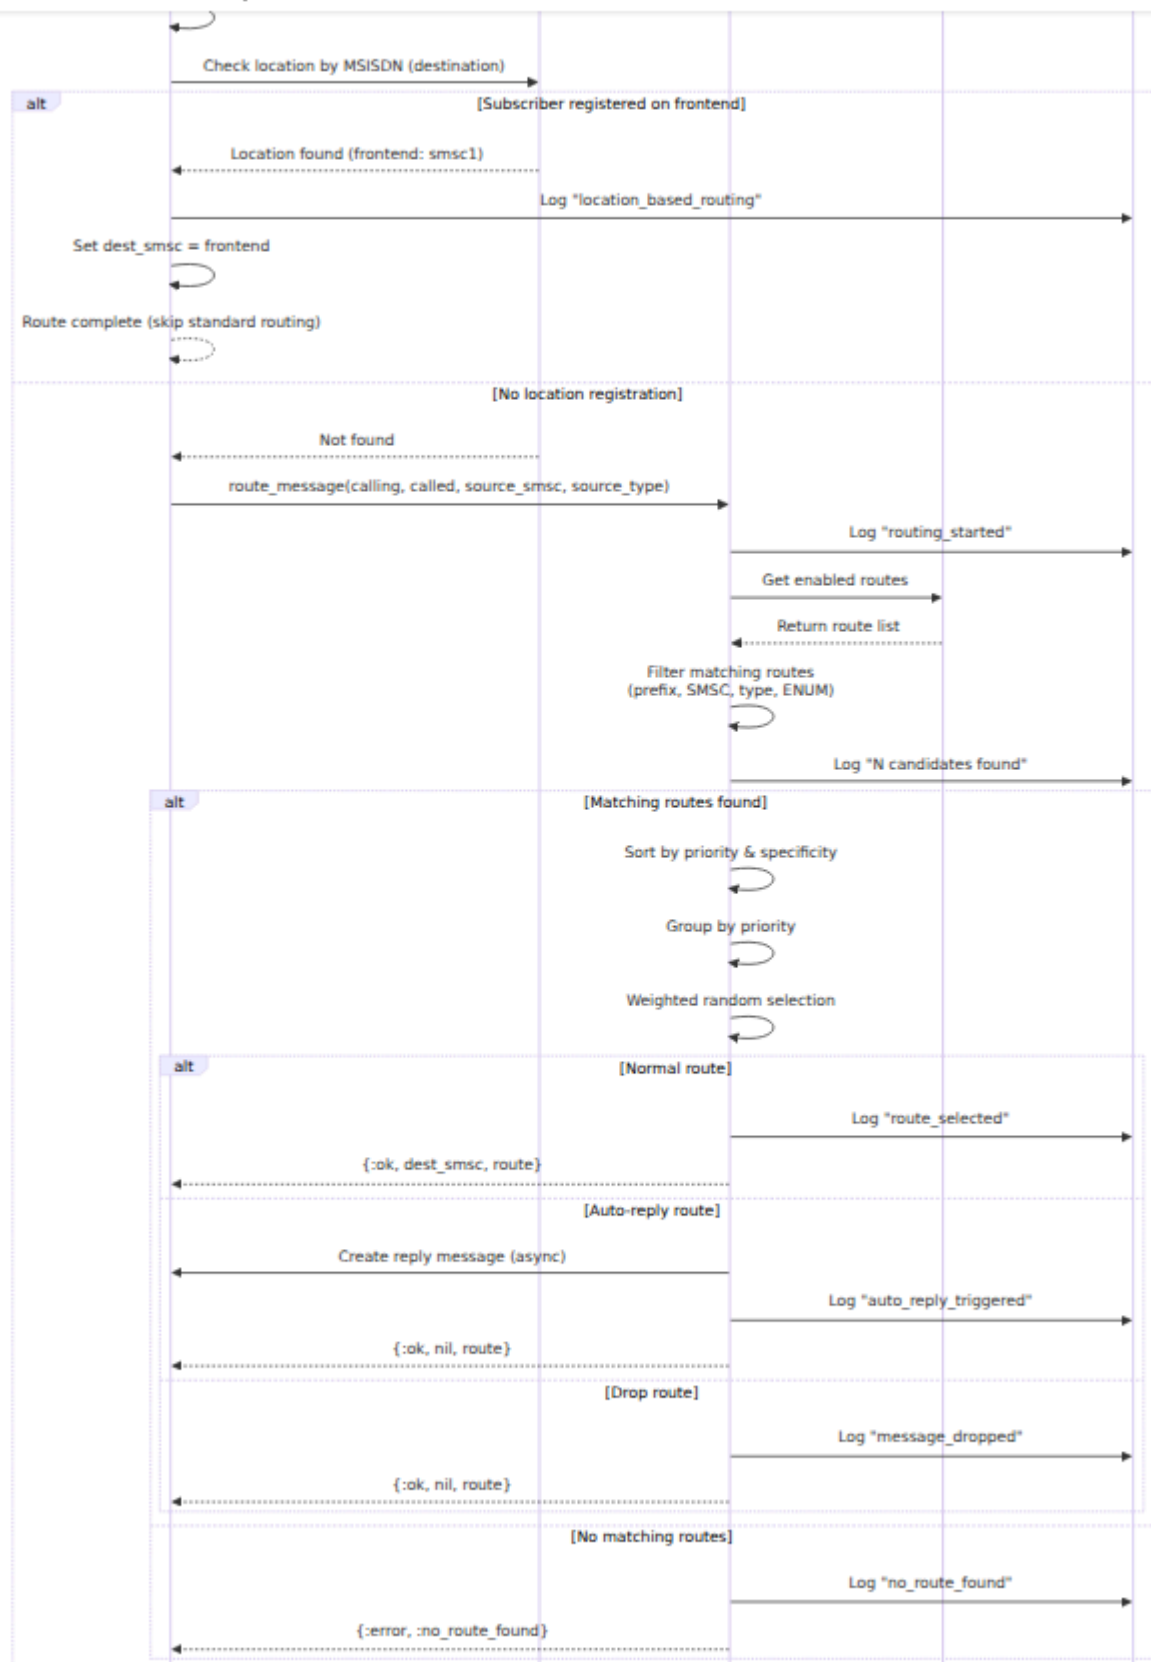 Check location by MSISDN (destination)
alt
[Subscriber registered on frontend]
Location found (frontend: smsc1)
Log "location_based_routing"
Set dest_smsc = frontend
Route complete (skip standard routing)
[No location registration]
Not found
route_message(calling, called, source_smsc, source_type)
Log "routing_started"
Get enabled routes
Return route list
Filter matching routes
(prefix, SMSC, type, ENUM)
Log "N candidates found"
alt
[Matching routes found]
Sort by priority & specificity
Group by priority
Weighted random selection
alt
[Normal route]
Log "route_selected"
{:ok, dest_smsc, route}
[Auto-reply route]
Create reply message (async)
Log "auto_reply_triggered"
{:ok, nil, route}
[Drop route]
Log "message_dropped"
{:ok, nil, route}
[No matching routes]
Log "no_route_found"
{:error, :no_route_found}